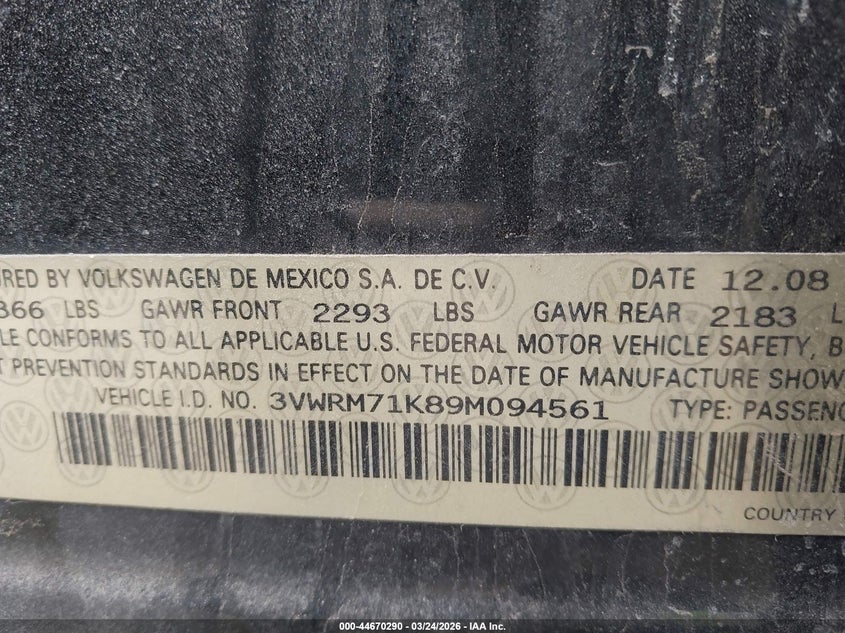 URED BY VOLKSWAGEN DE MEXICO S.A. DE C.V. DATE 12.08
366 LBS GAWR FRONT 2293 LBS GAWR REAR 2183 L
LE CONFORMS TO ALL APPLICABLE U.S. FEDERAL MOTOR VEHICLE SAFETY, B
T PREVENTION STANDARDS IN EFFECT ON THE DATE OF MANUFACTURE SHOW
VEHICLE I.D. NO. 3VWRM71K89M094561 TYPE: PASSENG
COUNTRY
000-44670290 - 03/24/2026 - IAA Inc.